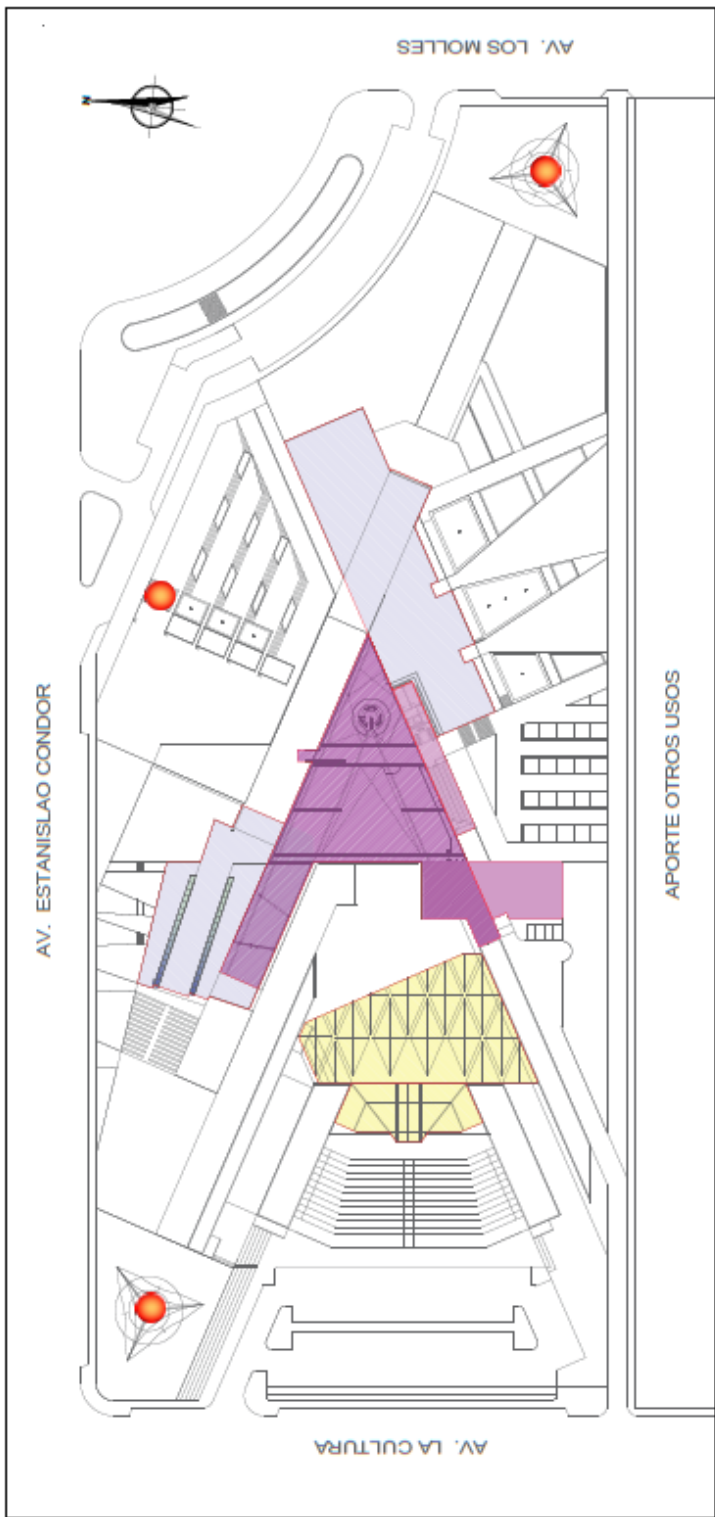 AV. LOS MOLLES
N
AV. ESTANISLAO CONDOR
APORTE OTROS USOS
AV. LA CULTURA